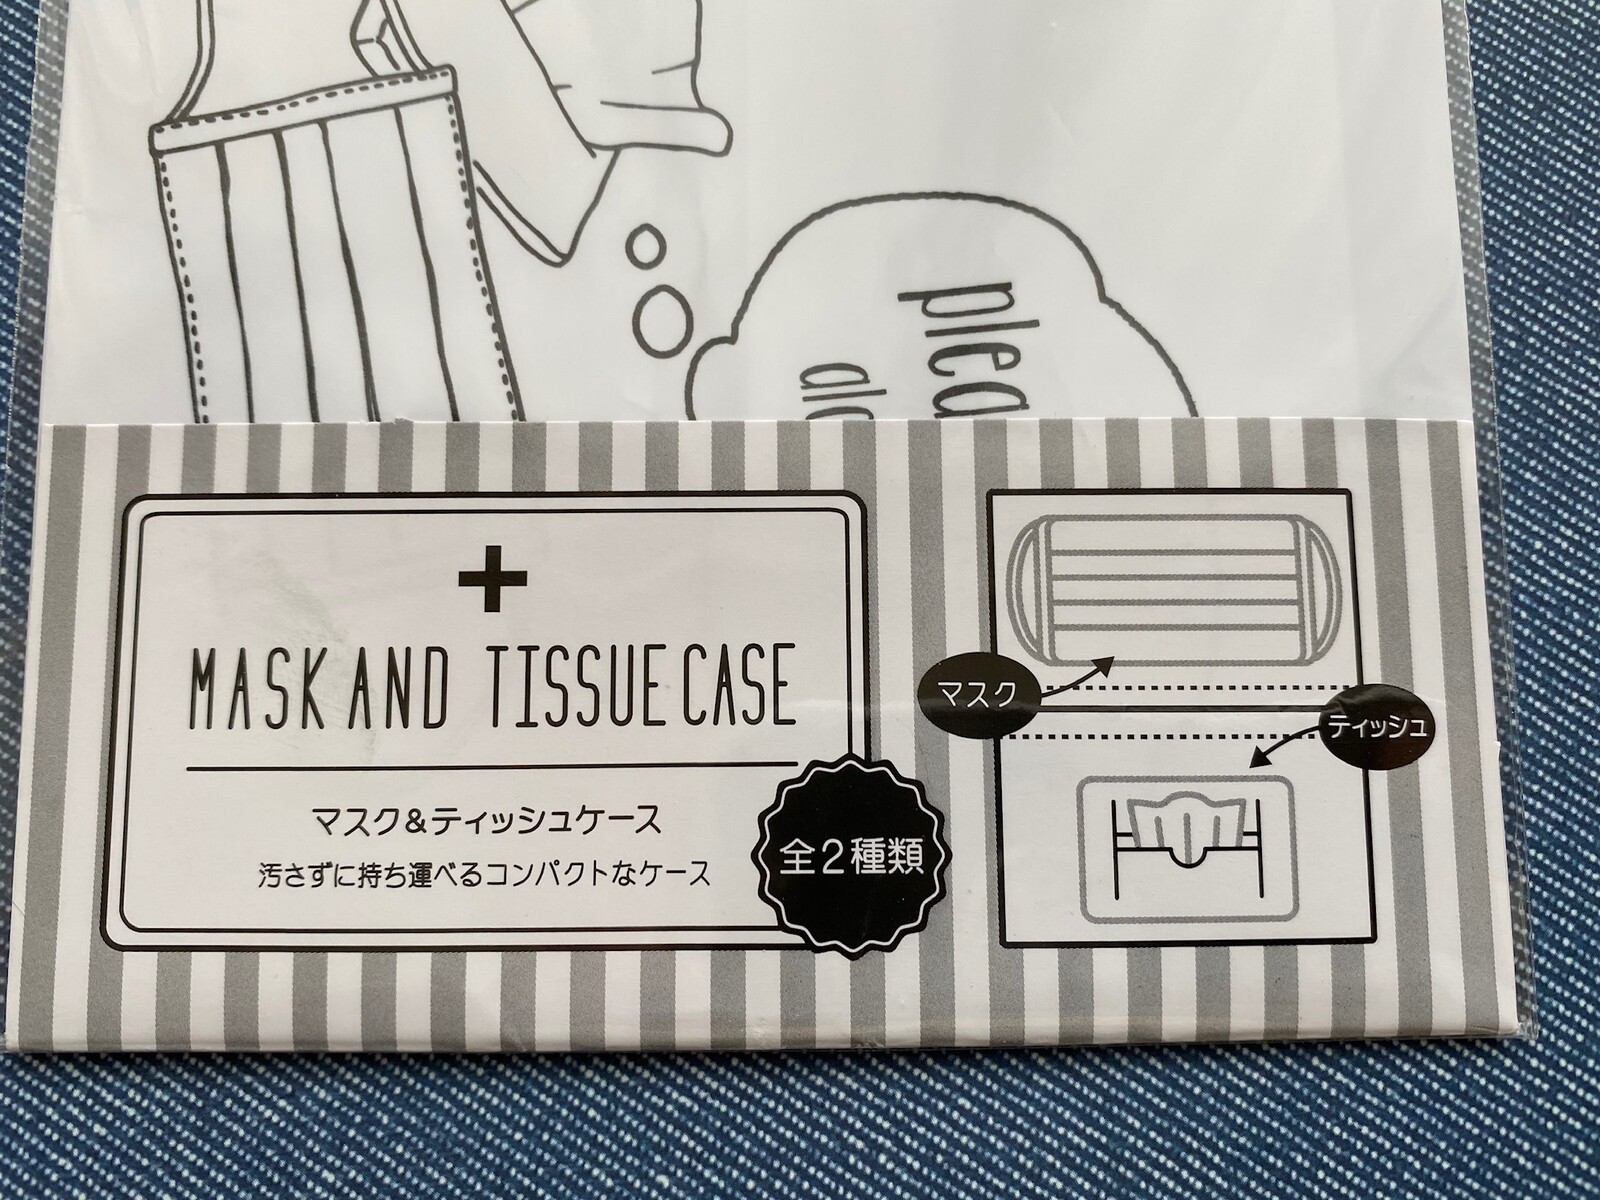 MASK AND TISSUE CASE
マスク&ティッシュケース
汚さずに持ち運べるコンパクトなケース
全2種類
マスク
ティッシュ